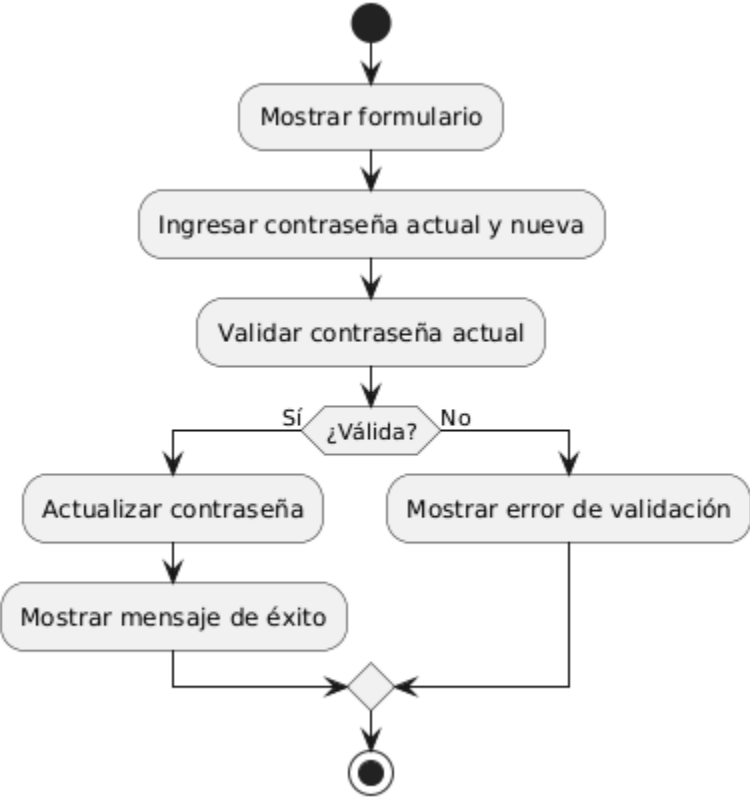 Mostrar formulario
Ingresar contraseña actual y nueva
Validar contraseña actual
Sí
¿Válida?
No
Actualizar contraseña
Mostrar error de validación
Mostrar mensaje de éxito